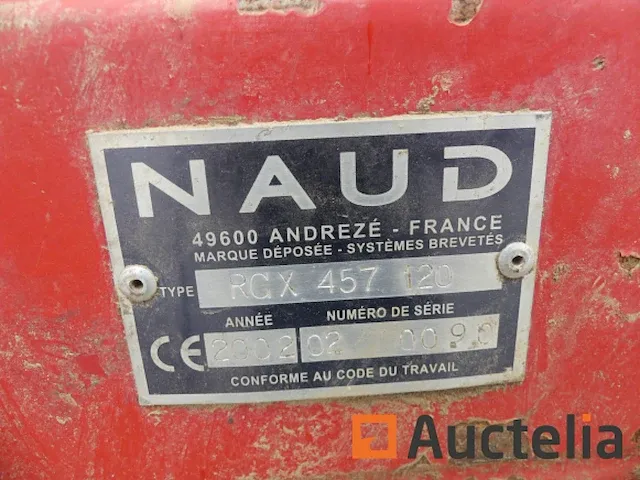 NAUD
49600 ANDREZÉ - FRANCE
MARQUE DÉPOSÉE - SYSTÈMES BREVETÉS
TYPE RGX 457 120
ANNÉE NUMÉRO DE SÉRIE
CE 2002 02 0090
CONFORME AU CODE DU TRAVAIL
Auctelia